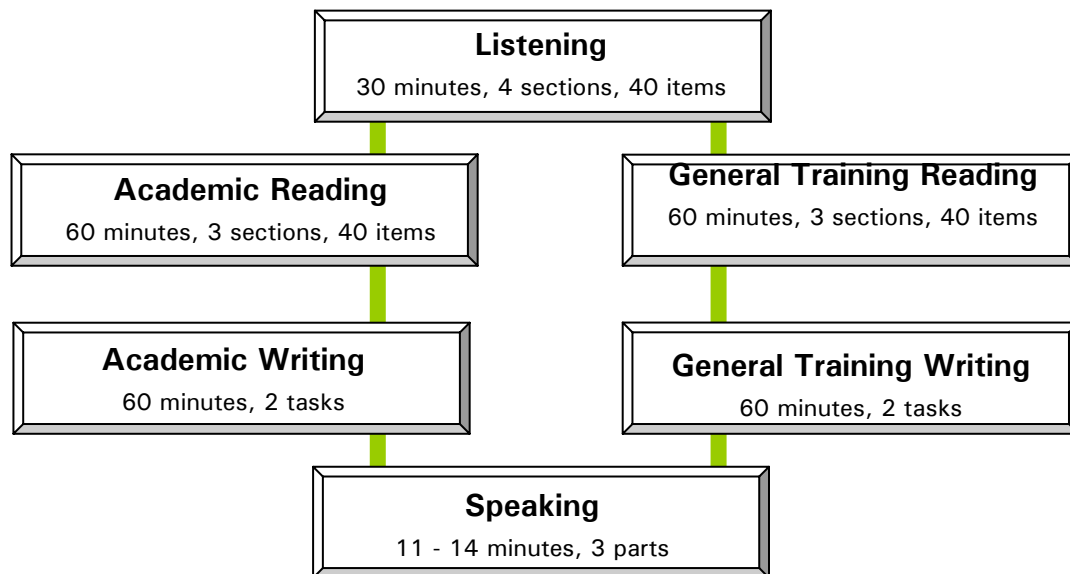 Listening
30 minutes, 4 sections, 40 items
Academic Reading
60 minutes, 3 sections, 40 items
General Training Reading
60 minutes, 3 sections, 40 items
Academic Writing
60 minutes, 2 tasks
General Training Writing
60 minutes, 2 tasks
Speaking
11 - 14 minutes, 3 parts